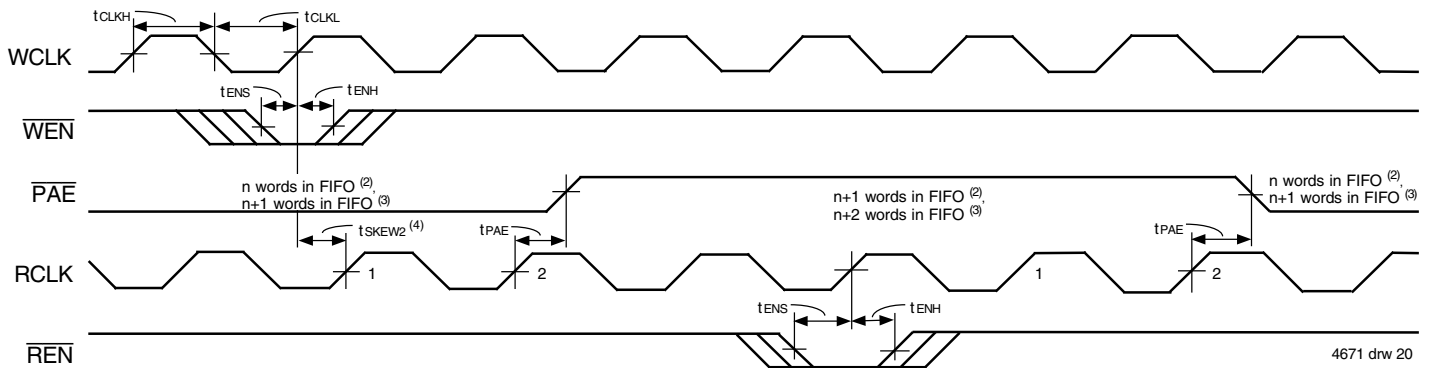 tCLKH
tCLKL
WCLK
tENS
tENH
WEN
PAE
n words in FIFO (2),
n+1 words in FIFO (3)
n+1 words in FIFO (2),
n+2 words in FIFO (3)
n words in FIFO (2),
n+1 words in FIFO (3)
tSKEW2 (4)
tPAE
tPAE
RCLK
1
2
1
2
tENS
tENH
REN
4671 drw 20